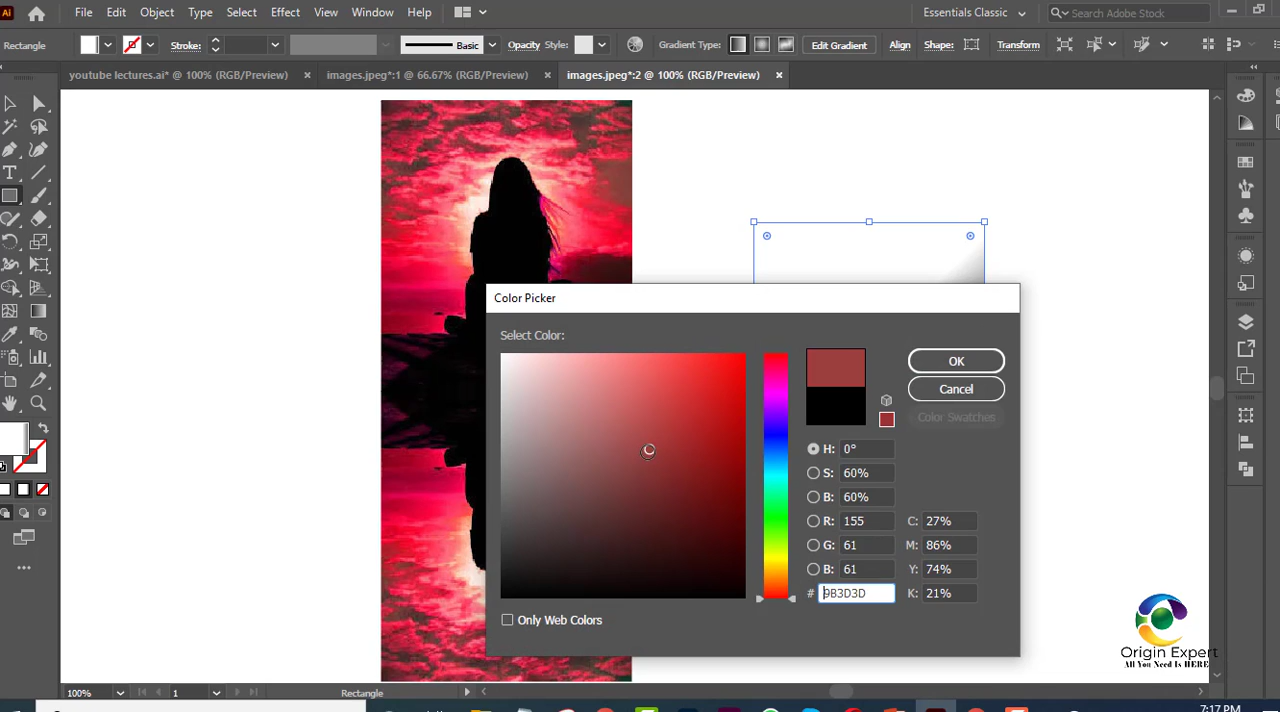 Ai File Edit Object Type Select Effect View Window Help Essentials Classic Search Adobe Stock
Rectangle Stroke: Basic Opacity Style: Gradient Type: Edit Gradient Align Shape: Transform
youtube lectures.ai* @ 100% (RGB/Preview) × images.jpeg*:1 @ 66.67% (RGB/Preview) × images.jpeg*:2 @ 100% (RGB/Preview) ×
Color Picker
Select Color:
OK
Cancel
Color Swatches
H: 0°
S: 60%
B: 60%
R: 155 C: 27%
G: 61 M: 86%
B: 61 Y: 74%
# 9B3D3D K: 21%
Only Web Colors
Origin Expert
All You Need Is HERE
100% 1 Rectangle
7:17 PM